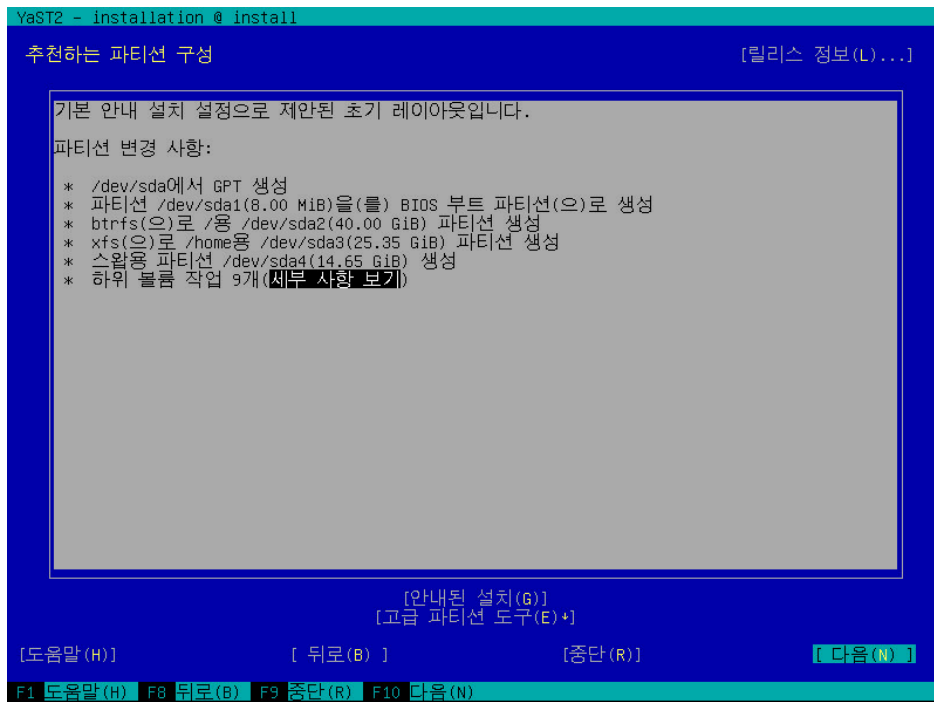 YaST2 - installation @ install
추천하는 파티션 구성 [릴리스 정보(L)...]
기본 안내 설치 설정으로 제안된 초기 레이아웃입니다.
파티션 변경 사항:
* /dev/sda에서 GPT 생성
* 파티션 /dev/sda1(8.00 MiB)을(를) BIOS 부트 파티션(으)로 생성
* btrfs(으)로 /용 /dev/sda2(40.00 GiB) 파티션 생성
* xfs(으)로 /home용 /dev/sda3(25.35 GiB) 파티션 생성
* 스왑용 파티션 /dev/sda4(14.65 GiB) 생성
* 하위 볼륨 작업 9개(세부 사항 보기)
[안내된 설치(G)]
[고급 파티션 도구(E)↓]
[도움말(H)] [ 뒤로(B) ] [중단(R)] [ 다음(N) ]
F1 도움말(H) F8 뒤로(B) F9 중단(R) F10 다음(N)